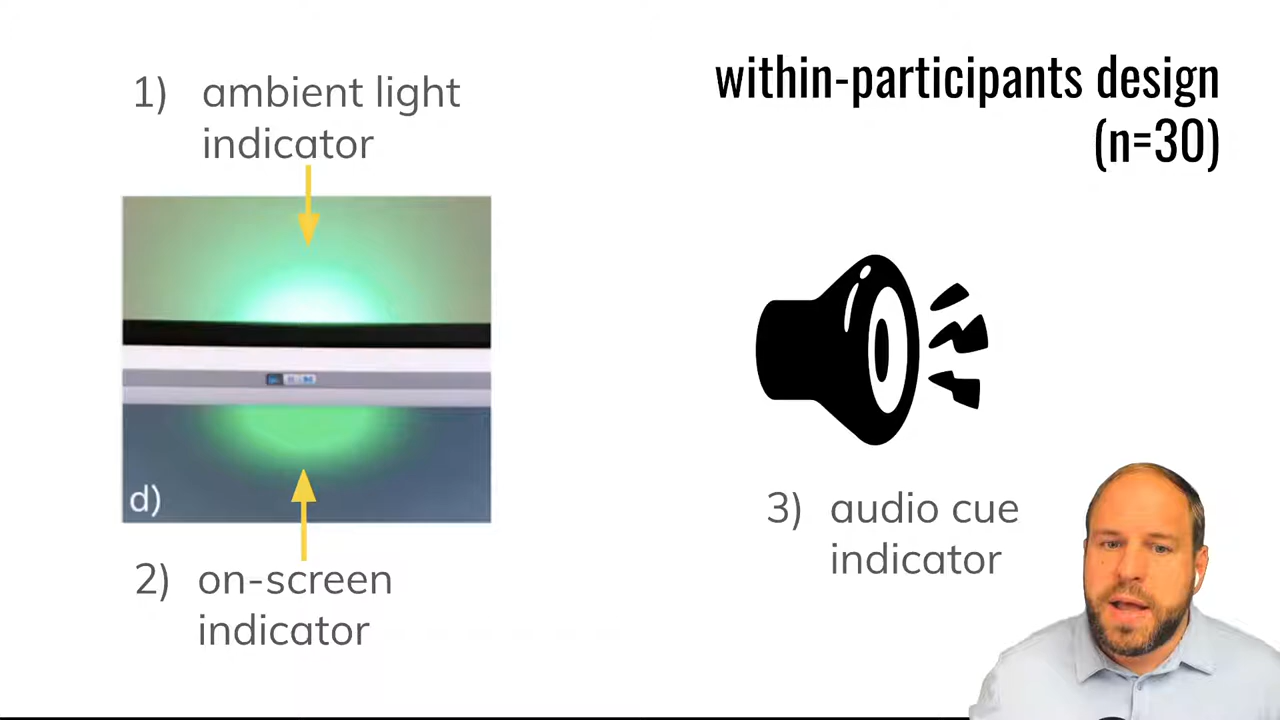 within-participants design
(n=30)
1) ambient light
indicator
d)
2) on-screen
indicator
3) audio cue
indicator